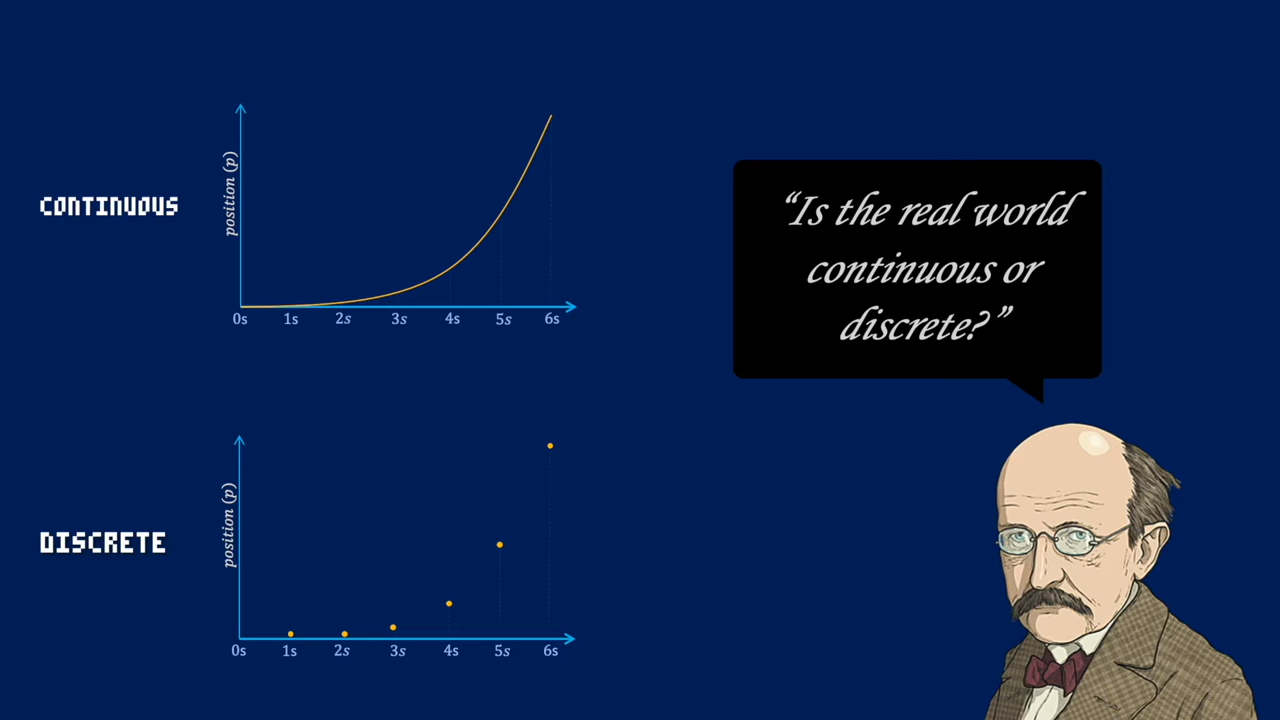 CONTINUOUS
position (p)
0s 1s 2s 3s 4s 5s 6s
“Is the real world
continuous or
discrete?”
DISCRETE
position (p)
0s 1s 2s 3s 4s 5s 6s